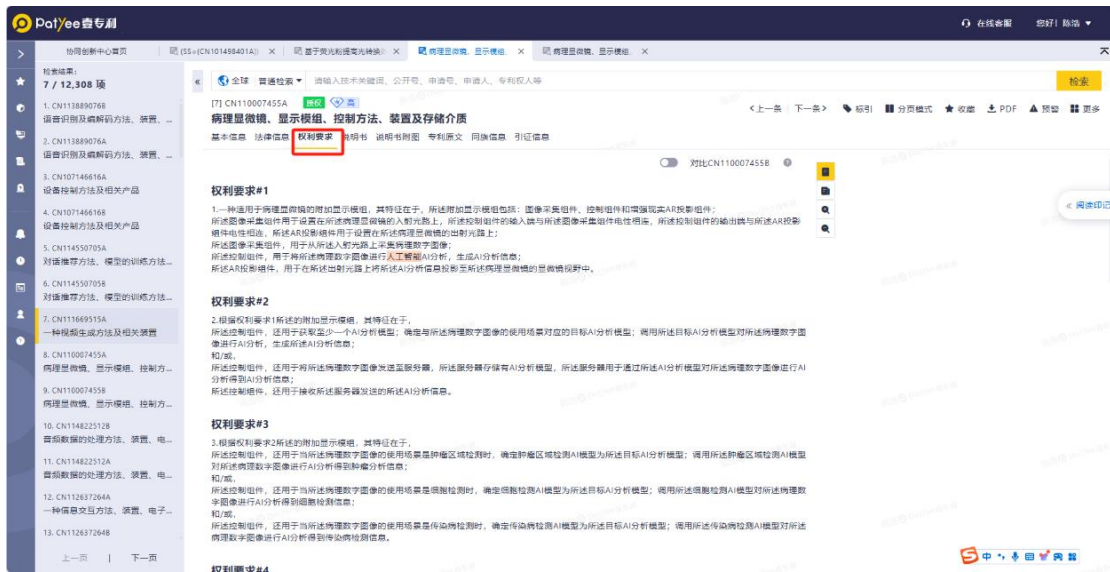 Patyee壹专利
在线客服 您好！陈浩
协同创新中心首页 (SS=(CN101498401A)) × 基于荧光粉提高光转换 × 病理显微镜、显示模组、 × 病理显微镜、显示模组、 ×
检索结果:
7 / 12,308 项
1. CN113889076B
语音识别及编解码方法、装置、...
2. CN113889076A
语音识别及编解码方法、装置、...
3. CN107146616A
设备控制方法及相关产品
4. CN107146616B
设备控制方法及相关产品
5. CN114550705A
对话推荐方法、模型的训练方法...
6. CN114550705B
对话推荐方法、模型的训练方法...
7. CN111669515A
一种视频生成方法及相关装置
8. CN110007455A
病理显微镜、显示模组、控制方...
9. CN110007455B
病理显微镜、显示模组、控制方...
10. CN114822512B
音频数据的处理方法、装置、电...
11. CN114822512A
音频数据的处理方法、装置、电...
12. CN112637264A
一种信息交互方法、装置、电子...
13. CN112637264B
上一页 | 下一页
« 全球 普通检索 请输入技术关键词、公开号、申请号、申请人、专利权人等 检索
[7] CN110007455A 授权 高
<上一条 下一条> 标引 分页模式 收藏 PDF 预警 更多
病理显微镜、显示模组、控制方法、装置及存储介质
基本信息 法律信息 权利要求 说明书 说明书附图 专利原文 同族信息 引证信息
对比CN110007455B
« 阅读印记
权利要求#1
1.一种适用于病理显微镜的附加显示模组，其特征在于，所述附加显示模组包括：图像采集组件、控制组件和增强现实AR投影组件；
所述图像采集组件用于设置在所述病理显微镜的入射光路上，所述控制组件的输入端与所述图像采集组件电性相连，所述控制组件的输出端与所述AR投影
组件电性相连，所述AR投影组件用于设置在所述病理显微镜的出射光路上；
所述图像采集组件，用于从所述入射光路上采集病理数字图像；
所述控制组件，用于将所述病理数字图像进行人工智能AI分析，生成AI分析信息；
所述AR投影组件，用于在所述出射光路上将所述AI分析信息投影至所述病理显微镜的显微镜视野中。
权利要求#2
2.根据权利要求1所述的附加显示模组，其特征在于，
所述控制组件，还用于获取至少一个AI分析模型；确定与所述病理数字图像的使用场景对应的目标AI分析模型；调用所述目标AI分析模型对所述病理数字图
像进行AI分析，生成所述AI分析信息；
和/或，
所述控制组件，还用于将所述病理数字图像发送至服务器，所述服务器存储有AI分析模型，所述服务器用于通过所述AI分析模型对所述病理数字图像进行AI
分析得到AI分析信息；
所述控制组件，还用于接收所述服务器发送的所述AI分析信息。
权利要求#3
3.根据权利要求2所述的附加显示模组，其特征在于，
所述控制组件，还用于当所述病理数字图像的使用场景是肿瘤区域检测时，确定肿瘤区域检测AI模型为所述目标AI分析模型；调用所述肿瘤区域检测AI模型
对所述病理数字图像进行AI分析得到肿瘤分析信息；
和/或，
所述控制组件，还用于当所述病理数字图像的使用场景是细胞检测时，确定细胞检测AI模型为所述目标AI分析模型；调用所述细胞检测AI模型对所述病理数
字图像进行AI分析得到细胞检测信息；
和/或，
所述控制组件，还用于当所述病理数字图像的使用场景是传染病检测时，确定传染病检测AI模型为所述目标AI分析模型；调用所述传染病检测AI模型对所述
病理数字图像进行AI分析得到传染病检测信息。
权利要求#4
中